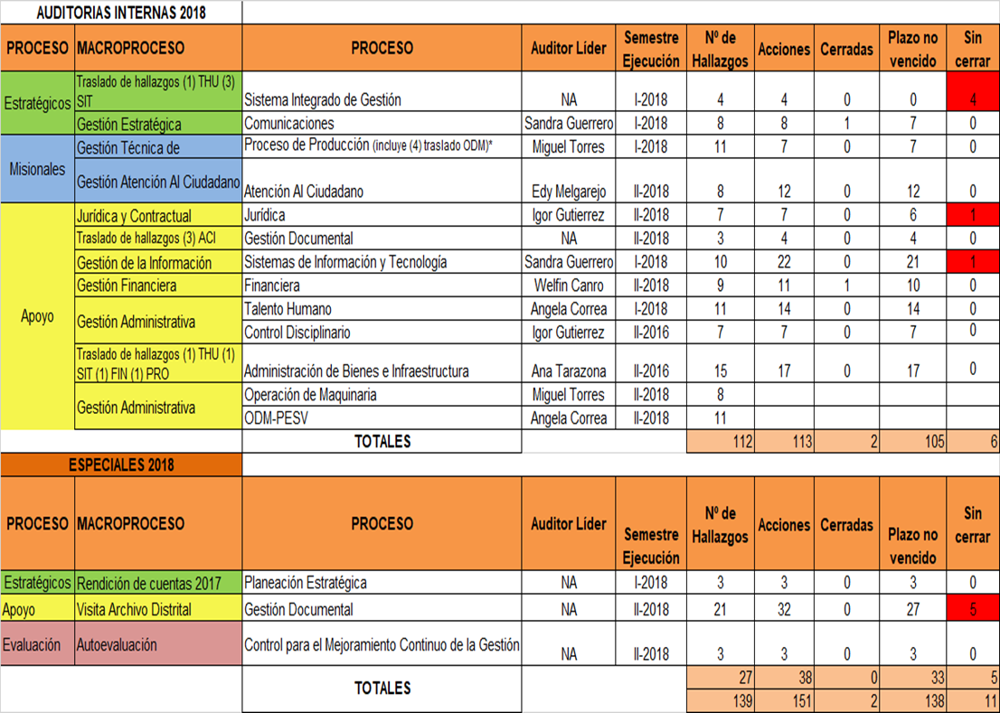 AUDITORIAS INTERNAS 2018
PROCESO MACROPROCESO PROCESO Auditor Líder Semestre Ejecución Nº de Hallazgos Acciones Cerradas Plazo no vencido Sin cerrar
Estratégicos Traslado de hallazgos (1) THU (3) SIT Sistema Integrado de Gestión NA I-2018 4 4 0 0 4
Gestión Estratégica Comunicaciones Sandra Guerrero I-2018 8 8 1 7 0
Misionales Gestión Técnica de Proceso de Producción (incluye (4) traslado ODM)* Miguel Torres I-2018 11 7 0 7 0
Gestión Atención Al Ciudadano Atención Al Ciudadano Edy Melgarejo II-2018 8 12 0 12 0
Apoyo Jurídica y Contractual Jurídica Igor Gutierrez II-2018 7 7 0 6 1
Traslado de hallazgos (3) ACI Gestión Documental NA II-2018 3 4 0 4 0
Gestión de la Información Sistemas de Información y Tecnología Sandra Guerrero I-2018 10 22 0 21 1
Gestión Financiera Financiera Welfin Canro II-2018 9 11 1 10 0
Gestión Administrativa Talento Humano Angela Correa I-2018 11 14 0 14 0
Control Disciplinario Igor Gutierrez II-2016 7 7 0 7 0
Traslado de hallazgos (1) THU (1) SIT (1) FIN (1) PRO Administración de Bienes e Infraestructura Ana Tarazona II-2016 15 17 0 17 0
Gestión Administrativa Operación de Maquinaria Miguel Torres II-2018 8
ODM-PESV Angela Correa II-2018 11
TOTALES 112 113 2 105 6
ESPECIALES 2018
PROCESO MACROPROCESO PROCESO Auditor Líder Semestre Ejecución Nº de Hallazgos Acciones Cerradas Plazo no vencido Sin cerrar
Estratégicos Rendición de cuentas 2017 Planeación Estratégica NA I-2018 3 3 0 3 0
Apoyo Visita Archivo Distrital Gestión Documental NA II-2018 21 32 0 27 5
Evaluación Autoevaluación Control para el Mejoramiento Continuo de la Gestión NA II-2018 3 3 0 3 0
TOTALES 27 38 0 33 5
139 151 2 138 11